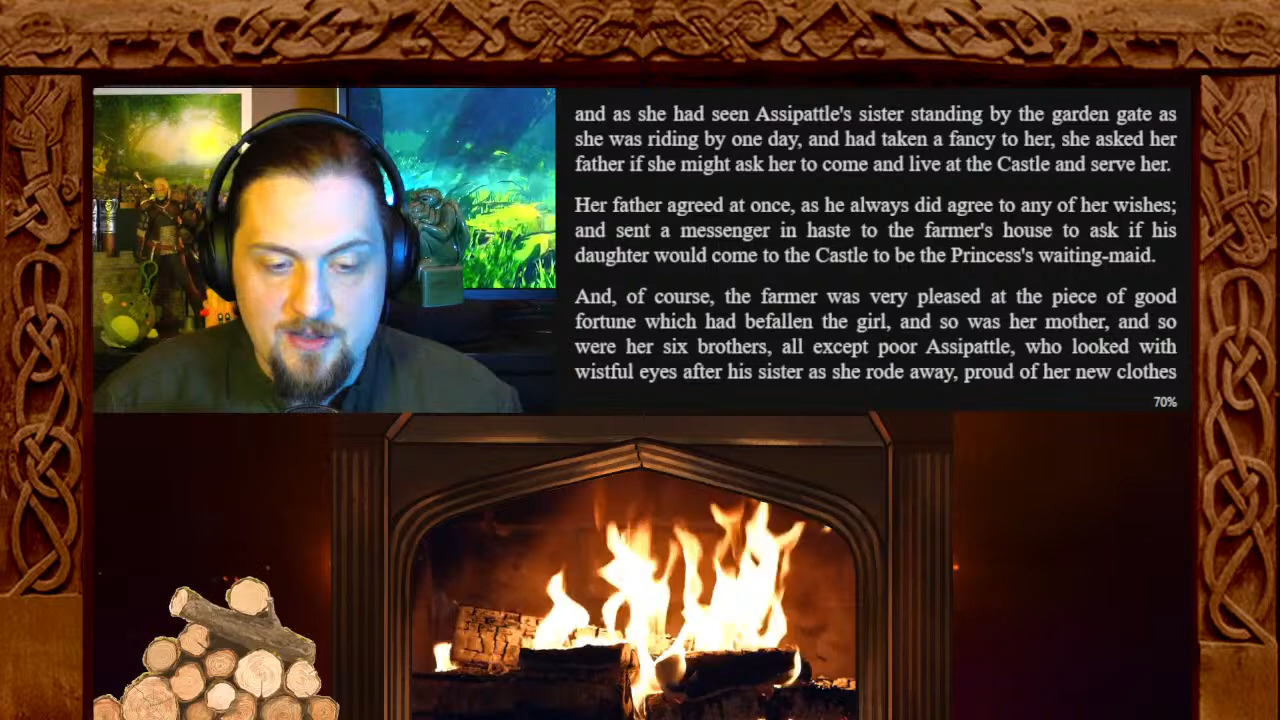 and as she had seen Assipattle's sister standing by the garden gate as
she was riding by one day, and had taken a fancy to her, she asked her
father if she might ask her to come and live at the Castle and serve her.
Her father agreed at once, as he always did agree to any of her wishes;
and sent a messenger in haste to the farmer's house to ask if his
daughter would come to the Castle to be the Princess's waiting-maid.
And, of course, the farmer was very pleased at the piece of good
fortune which had befallen the girl, and so was her mother, and so
were her six brothers, all except poor Assipattle, who looked with
wistful eyes after his sister as she rode away, proud of her new clothes
70%